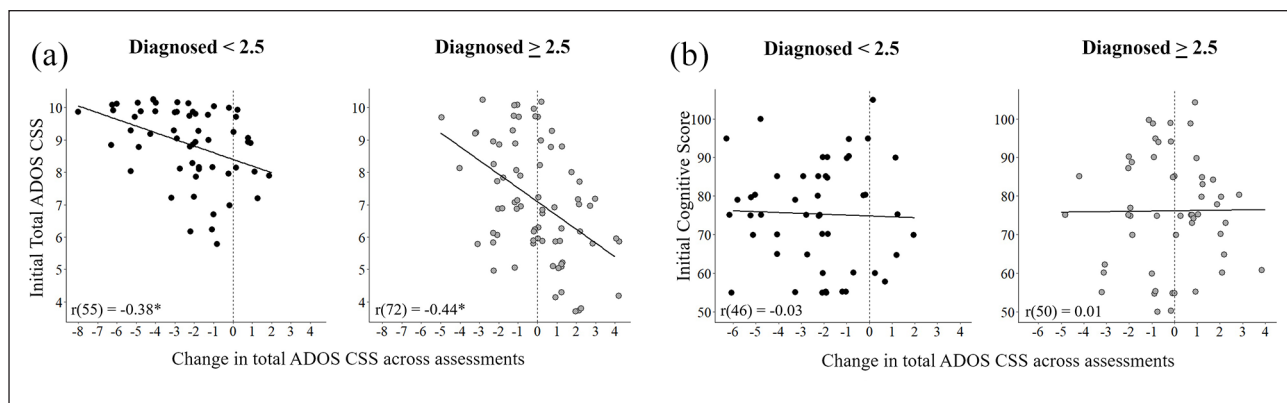 (a)
Diagnosed < 2.5
Diagnosed ≥ 2.5
Initial Total ADOS CSS
10
9
8
7
6
5
4
r(55) = -0.38*
-8 -7 -6 -5 -4 -3 -2 -1 0 1 2 3 4
10
9
8
7
6
5
4
r(72) = -0.44*
-8 -7 -6 -5 -4 -3 -2 -1 0 1 2 3 4
Change in total ADOS CSS across assessments
(b)
Diagnosed < 2.5
Diagnosed ≥ 2.5
Initial Cognitive Score
100
90
80
70
60
50
r(46) = -0.03
-6 -5 -4 -3 -2 -1 0 1 2 3 4
100
90
80
70
60
50
r(50) = 0.01
-6 -5 -4 -3 -2 -1 0 1 2 3 4
Change in total ADOS CSS across assessments